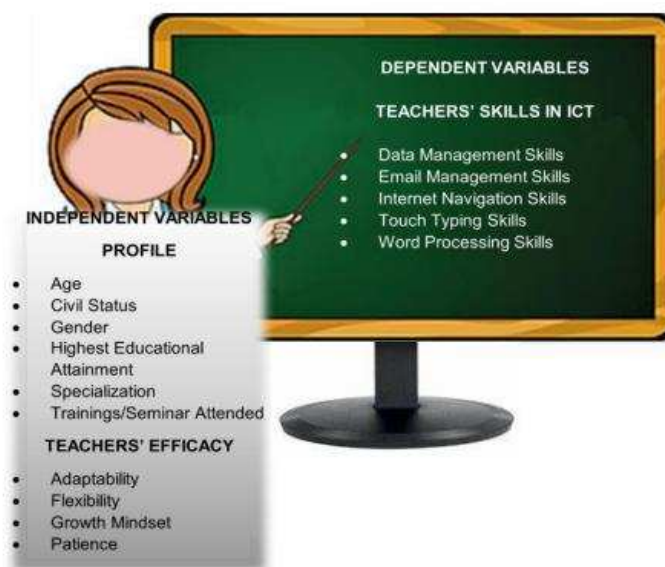 DEPENDENT VARIABLES
TEACHERS' SKILLS IN ICT
• Data Management Skills
• Email Management Skills
• Internet Navigation Skills
• Touch Typing Skills
• Word Processing Skills
INDEPENDENT VARIABLES
PROFILE
• Age
• Civil Status
• Gender
• Highest Educational
Attainment
• Specialization
• Trainings/Seminar Attended
TEACHERS' EFFICACY
• Adaptability
• Flexibility
• Growth Mindset
• Patience